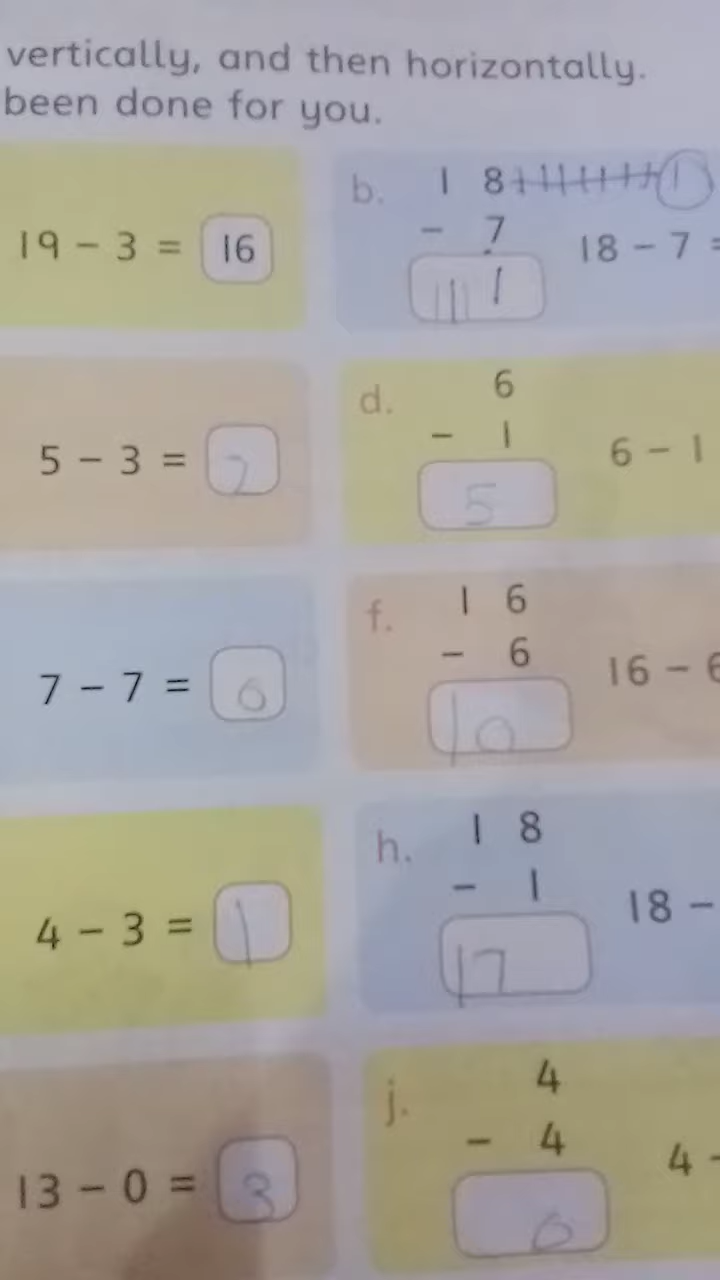 vertically, and then horizontally.
been done for you.
19 − 3 = 16
b.
1 8
− 7
1 1
18 − 7 =
5 − 3 = 2
d.
6
− 1
5
6 − 1
7 − 7 = 0
f.
1 6
− 6
10
16 − 6
4 − 3 = 1
h.
1 8
− 1
17
18 −
13 − 0 = 3
j.
4
− 4
0
4 -